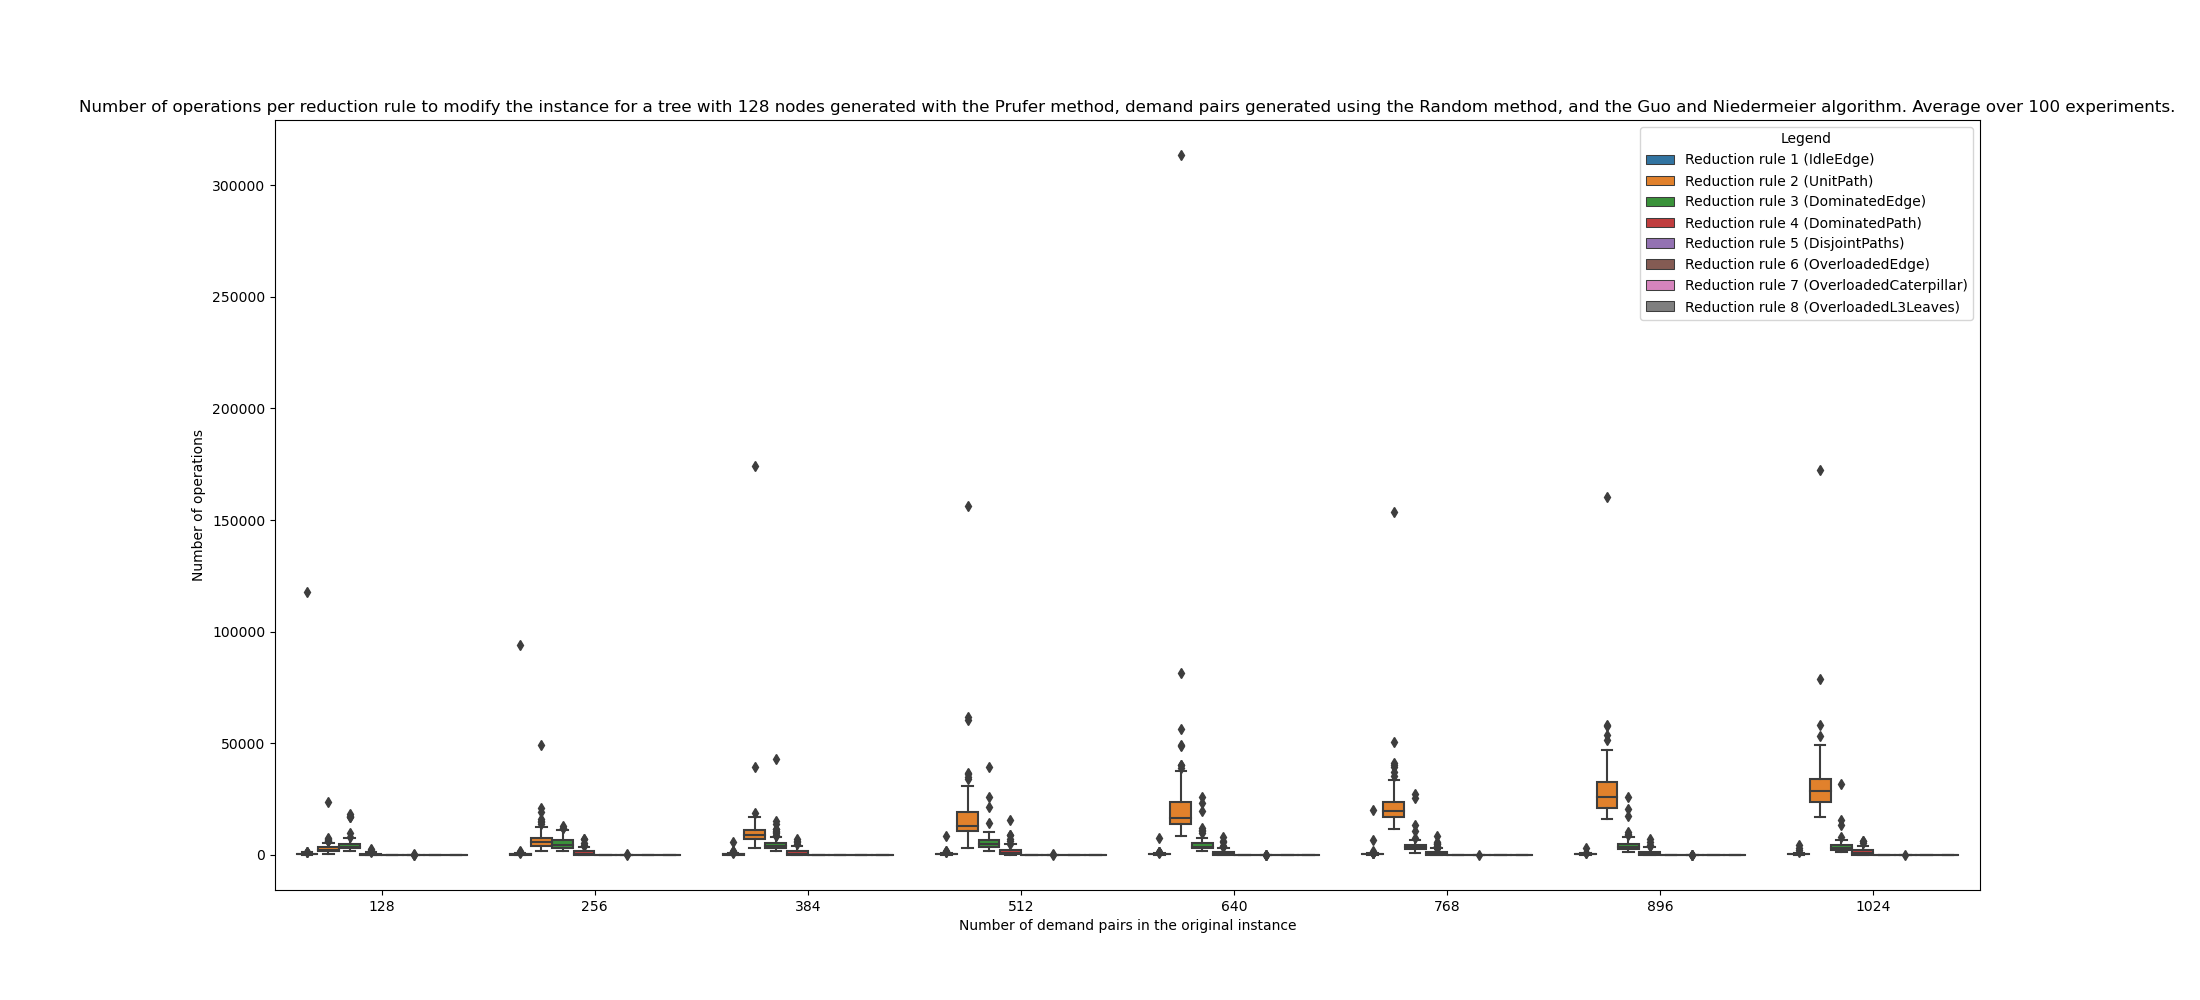 Number of operations per reduction rule to modify the instance for a tree with 128 nodes generated with the Prufer method, demand pairs generated using the Random method, and the Guo and Niedermeier algorithm. Average over 100 experiments.
Legend
Reduction rule 1 (IdleEdge)
Reduction rule 2 (UnitPath)
Reduction rule 3 (DominatedEdge)
Reduction rule 4 (DominatedPath)
Reduction rule 5 (DisjointPaths)
Reduction rule 6 (OverloadedEdge)
Reduction rule 7 (OverloadedCaterpillar)
Reduction rule 8 (OverloadedL3Leaves)
Number of operations
300000
250000
200000
150000
100000
50000
0
128 256 384 512 640 768 896 1024
Number of demand pairs in the original instance